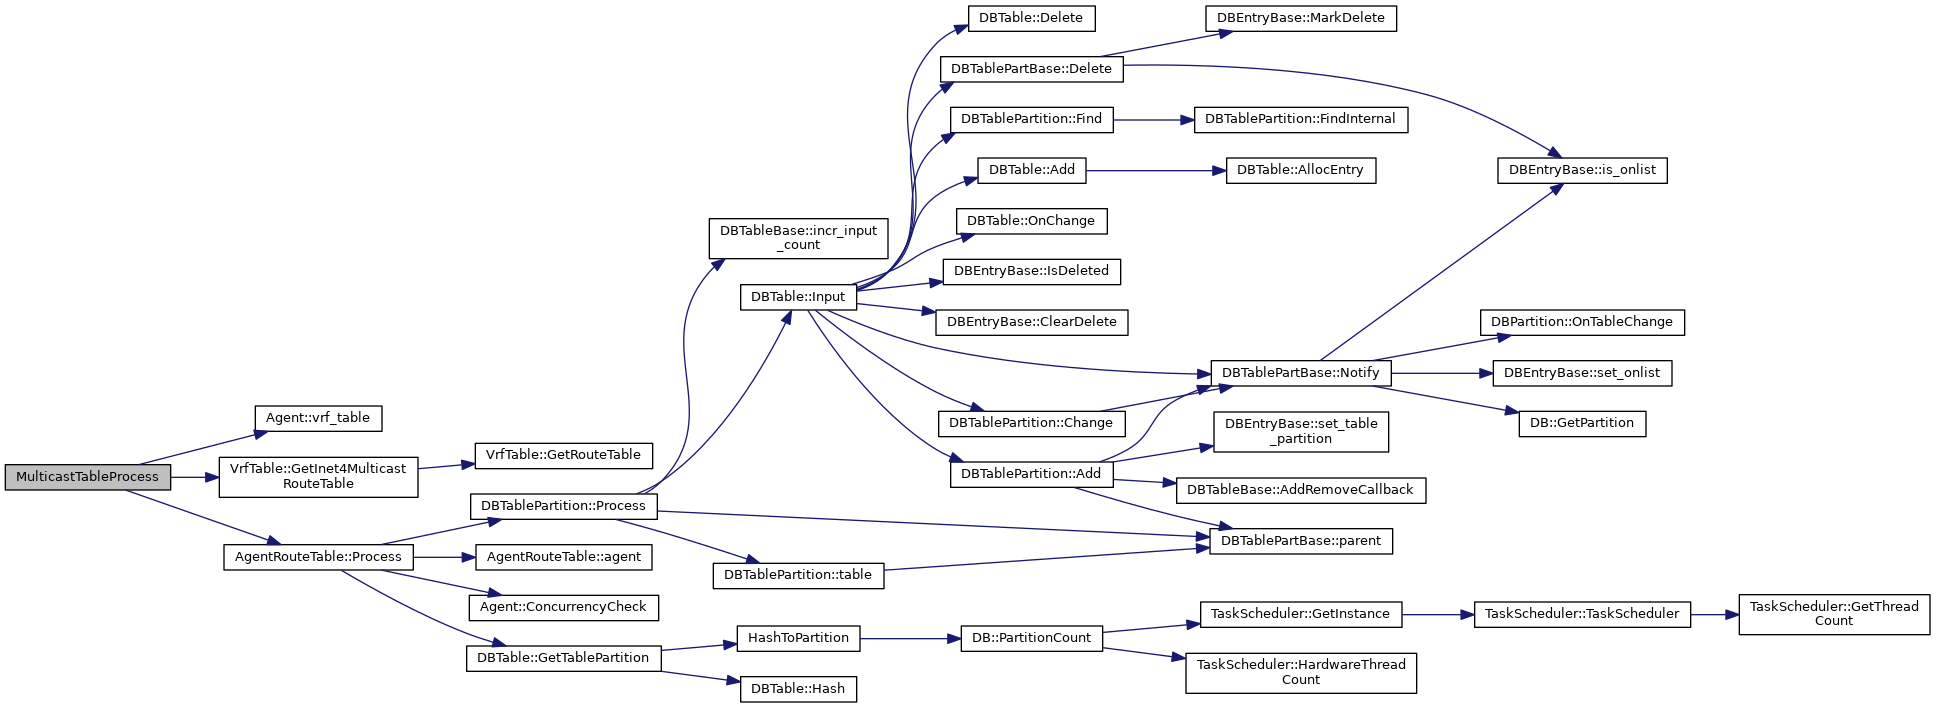 MulticastTableProcess
Agent::vrf_table
VrfTable::GetInet4Multicast
RouteTable
AgentRouteTable::Process
VrfTable::GetRouteTable
DBTablePartition::Process
AgentRouteTable::agent
Agent::ConcurrencyCheck
DBTable::GetTablePartition
DBTableBase::incr_input
_count
DBTable::Input
DBTablePartition::table
HashToPartition
DBTable::Hash
DBTable::Delete
DBTablePartBase::Delete
DBTablePartition::Find
DBTable::Add
DBTable::OnChange
DBEntryBase::IsDeleted
DBEntryBase::ClearDelete
DBTablePartition::Change
DBTablePartition::Add
DB::PartitionCount
DBEntryBase::MarkDelete
DBTablePartition::FindInternal
DBTable::AllocEntry
DBTablePartBase::Notify
DBEntryBase::set_table
_partition
DBTableBase::AddRemoveCallback
DBTablePartBase::parent
TaskScheduler::GetInstance
TaskScheduler::HardwareThread
Count
DBEntryBase::is_onlist
DBPartition::OnTableChange
DBEntryBase::set_onlist
DB::GetPartition
TaskScheduler::TaskScheduler
TaskScheduler::GetThread
Count